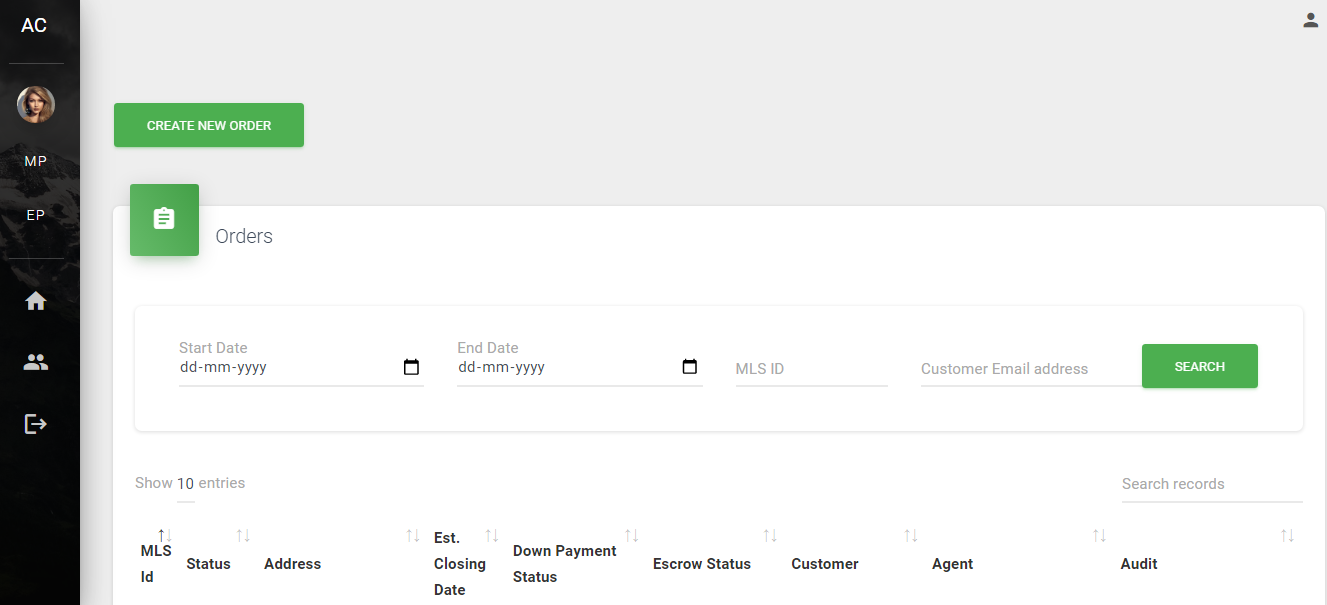 AC
MP
EP
CREATE NEW ORDER
Orders
Start Date
dd-mm-yyyy
End Date
dd-mm-yyyy
MLS ID
Customer Email address
SEARCH
Show 10 entries
Search records
MLS
Id
Status
Address
Est.
Closing
Date
Down Payment
Status
Escrow Status
Customer
Agent
Audit